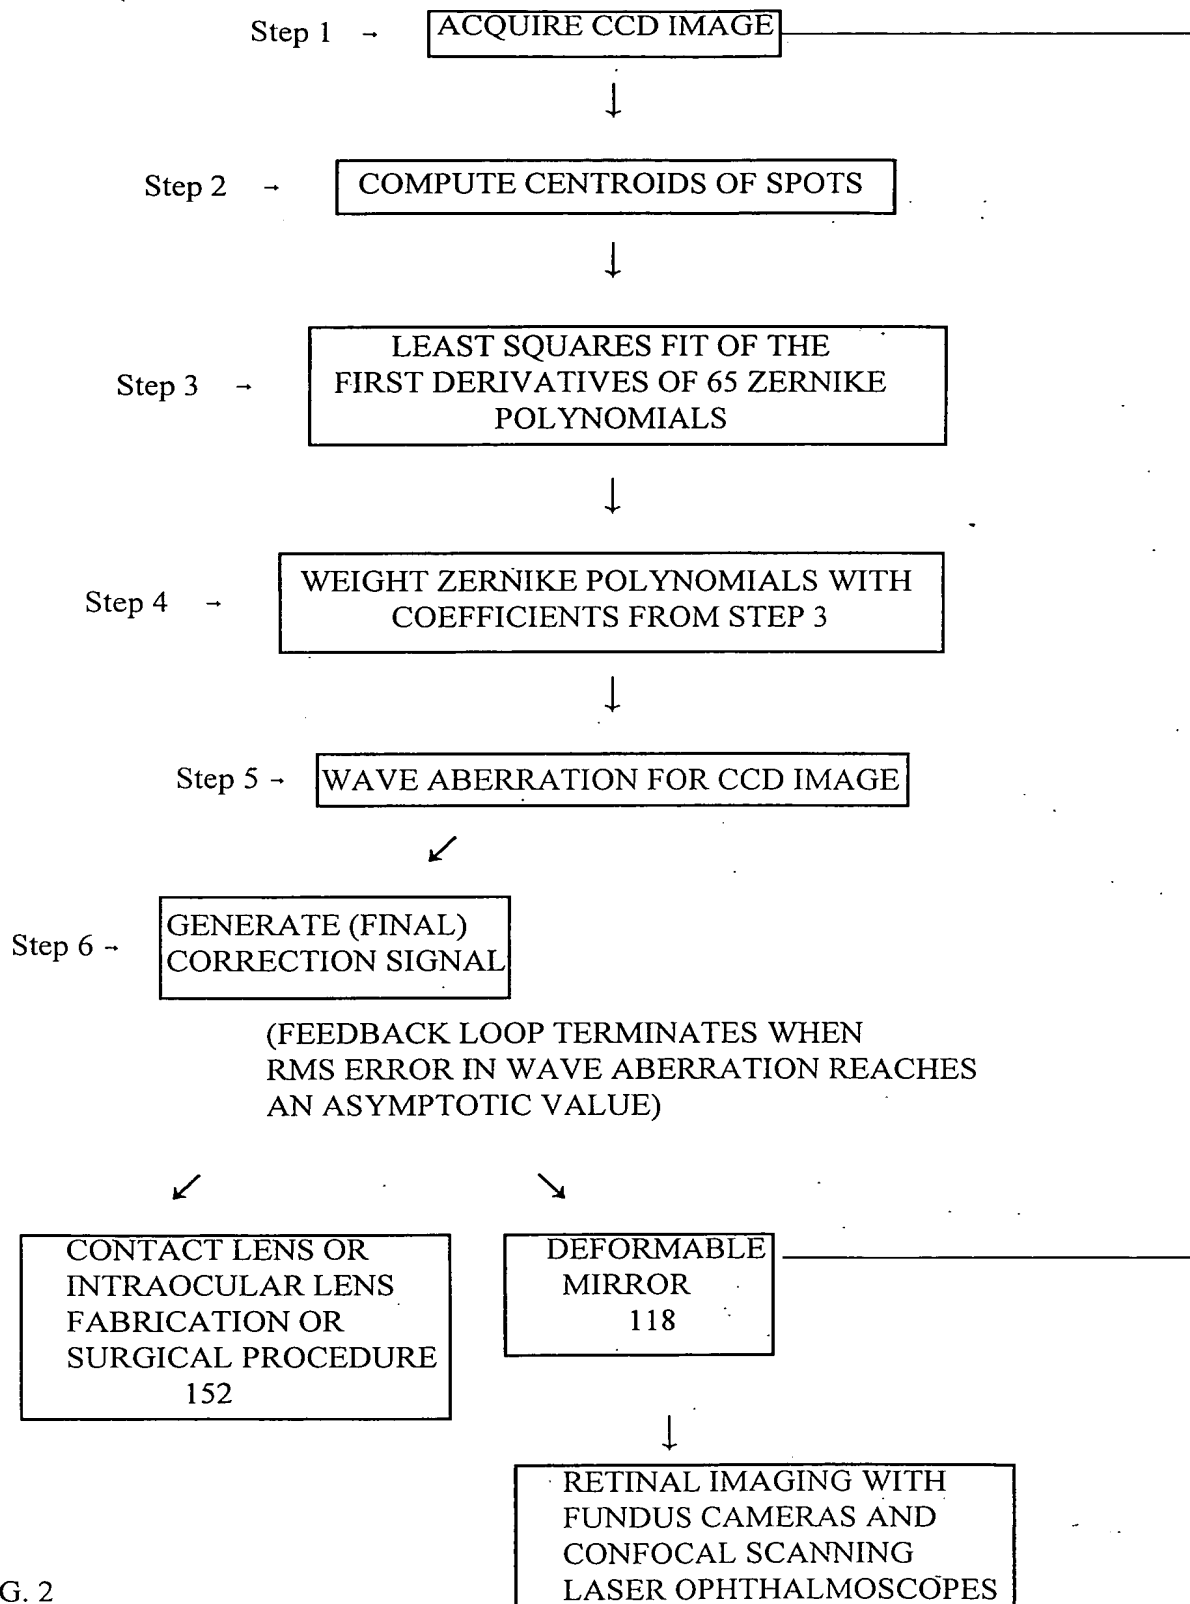 Step 1 → ACQUIRE CCD IMAGE
↓
Step 2 → COMPUTE CENTROIDS OF SPOTS
↓
Step 3 → LEAST SQUARES FIT OF THE
FIRST DERIVATIVES OF 65 ZERNIKE
POLYNOMIALS
↓
Step 4 → WEIGHT ZERNIKE POLYNOMIALS WITH
COEFFICIENTS FROM STEP 3
↓
Step 5 → WAVE ABERRATION FOR CCD IMAGE
↙
Step 6 → GENERATE (FINAL)
CORRECTION SIGNAL
(FEEDBACK LOOP TERMINATES WHEN
RMS ERROR IN WAVE ABERRATION REACHES
AN ASYMPTOTIC VALUE)
↙ ↘
CONTACT LENS OR
INTRAOCULAR LENS
FABRICATION OR
SURGICAL PROCEDURE
152
DEFORMABLE
MIRROR
118
↓
RETINAL IMAGING WITH
FUNDUS CAMERAS AND
CONFOCAL SCANNING
LASER OPHTHALMOSCOPES
G. 2